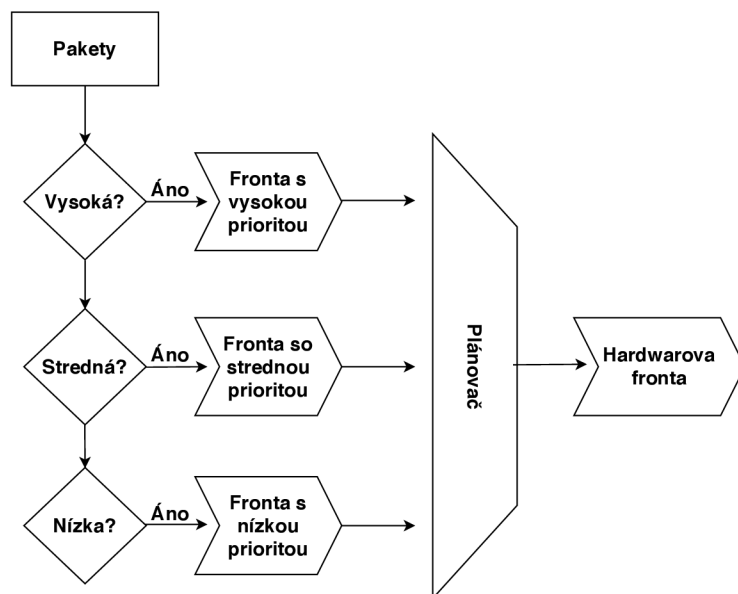 Pakety
Vysoká?
Áno
Fronta s
vysokou
prioritou
Stredná?
Áno
Fronta so
strednou
prioritou
Plánovač
Hardwarova
fronta
Nízka?
Áno
Fronta s
nízkou
prioritou